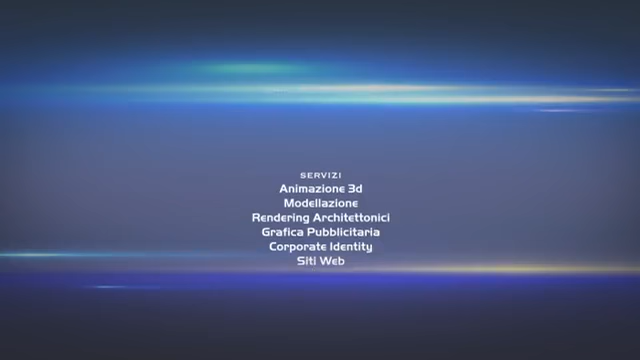 SERVIZI
Animazione 3d
Modellazione
Rendering Architettonici
Grafica Pubblicitaria
Corporate Identity
Siti Web